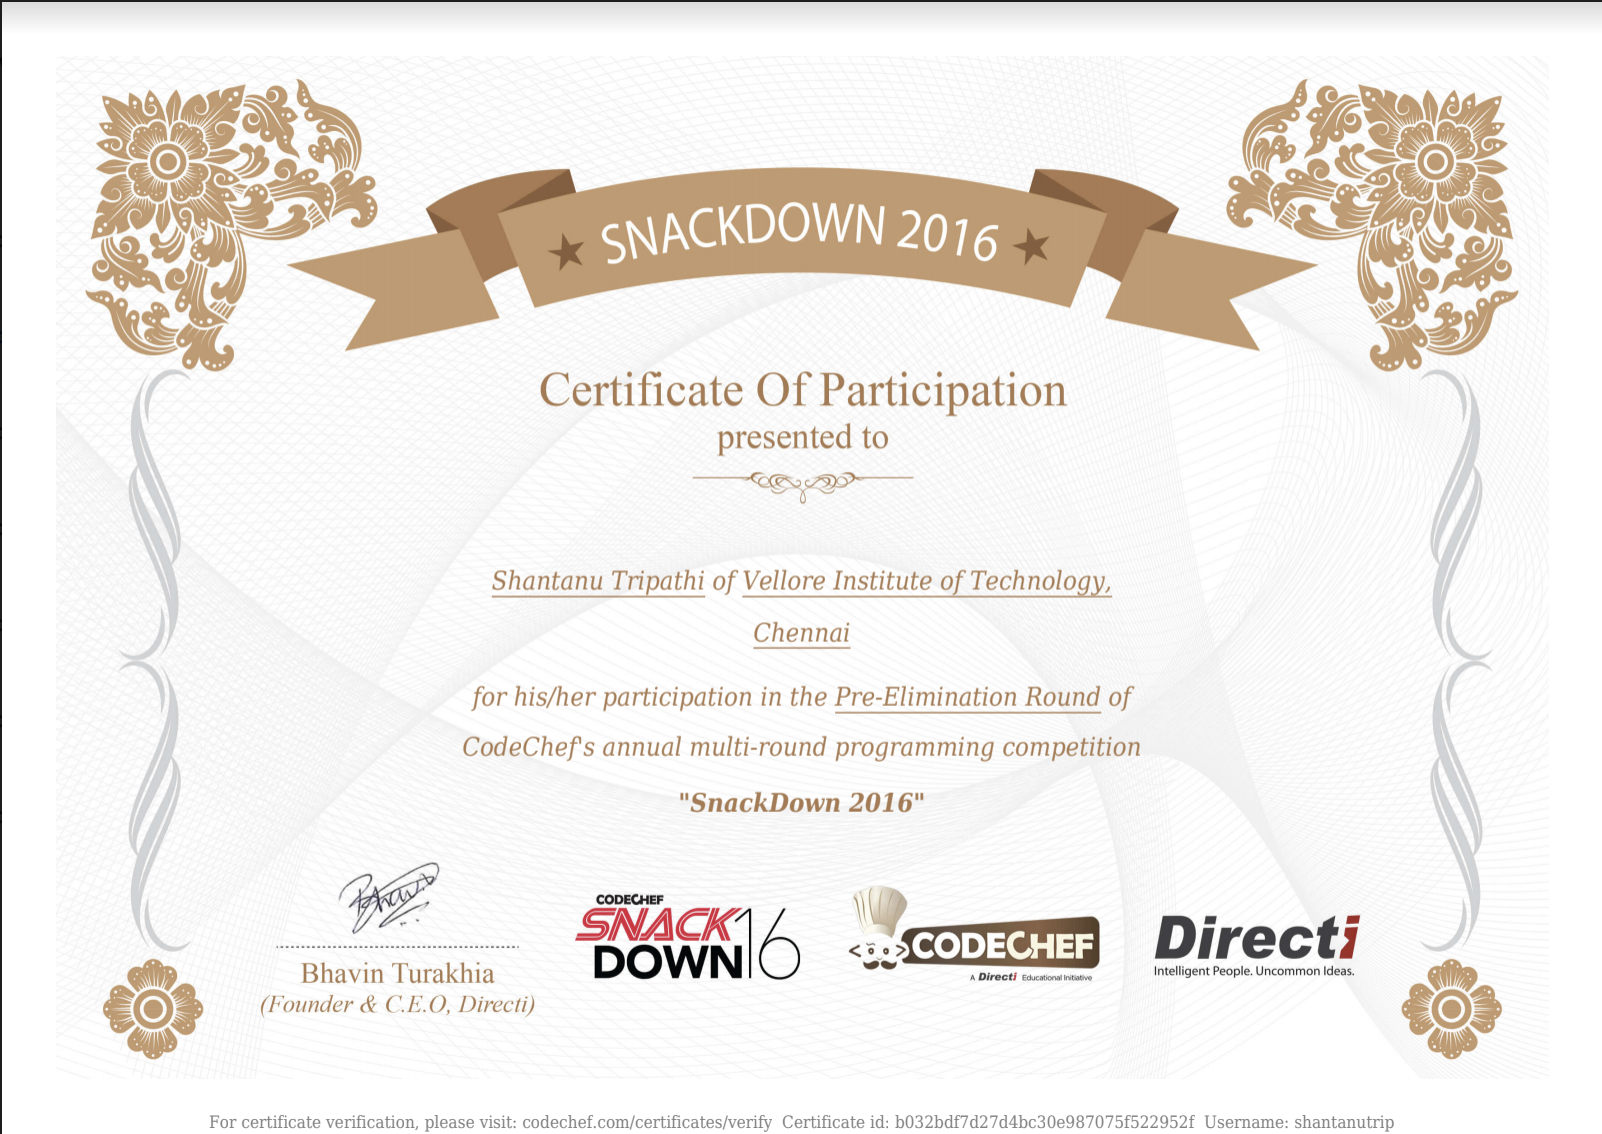 SNACKDOWN 2016
Certificate Of Participation
presented to
Shantanu Tripathi of Vellore Institute of Technology,
Chennai
for his/her participation in the Pre-Elimination Round of
CodeChef's annual multi-round programming competition
"SnackDown 2016"
Bhavin Turakhia
(Founder & C.E.O, Directi)
CODECHEF
SNACK
DOWN16
CODECHEF
A Directi Educational Initiative
Directi
Intelligent People. Uncommon Ideas.
For certificate verification, please visit: codechef.com/certificates/verify Certificate id: b032bdf7d27d4bc30e987075f522952f Username: shantanutrip